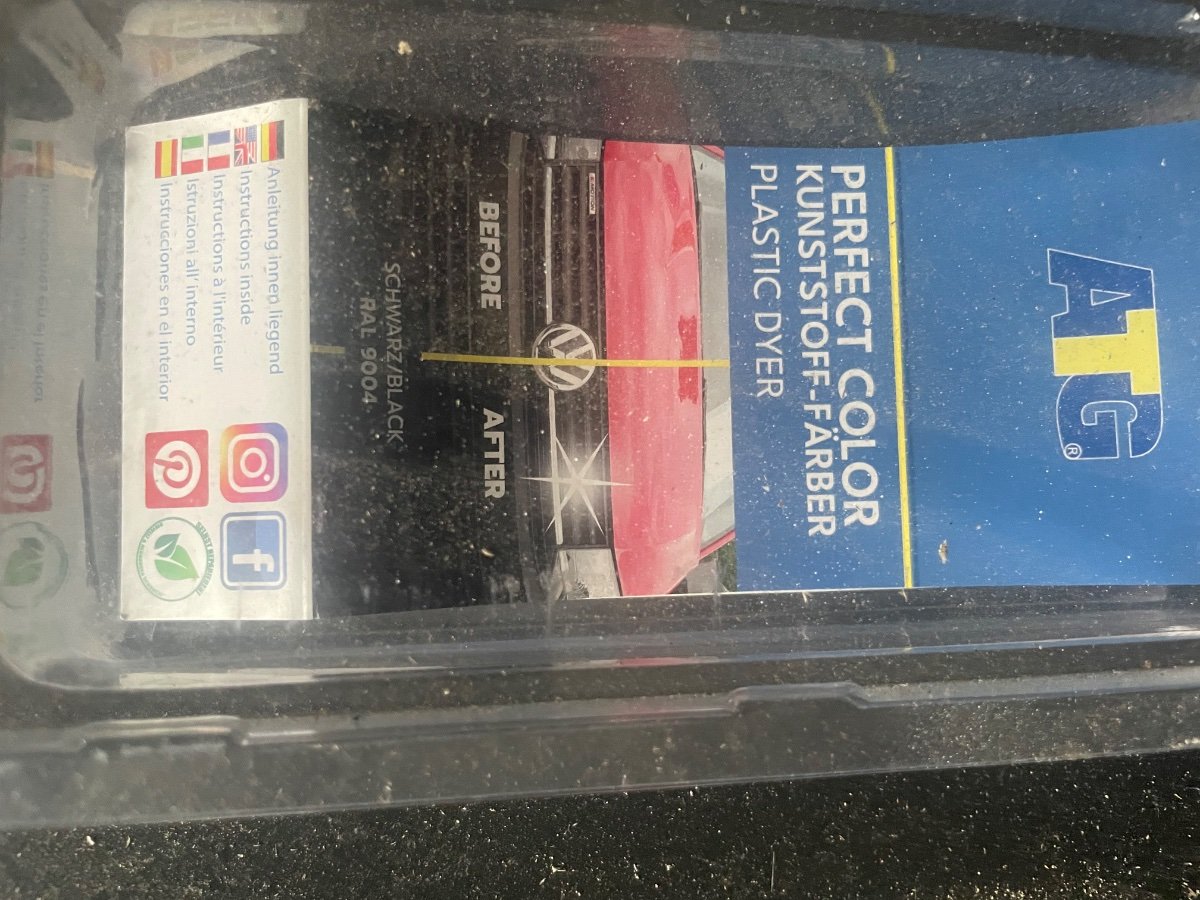 ATG®
PERFECT COLOR
KUNSTSTOFF-FÄRBER
PLASTIC-DYER
BEFORE
AFTER
SCHWARZ/BLACK
RAL 9004
Anleitung innen liegend
Instructions inside
Instructions à l'intérieur
Istruzioni all' interno
Instrucciones en el interior